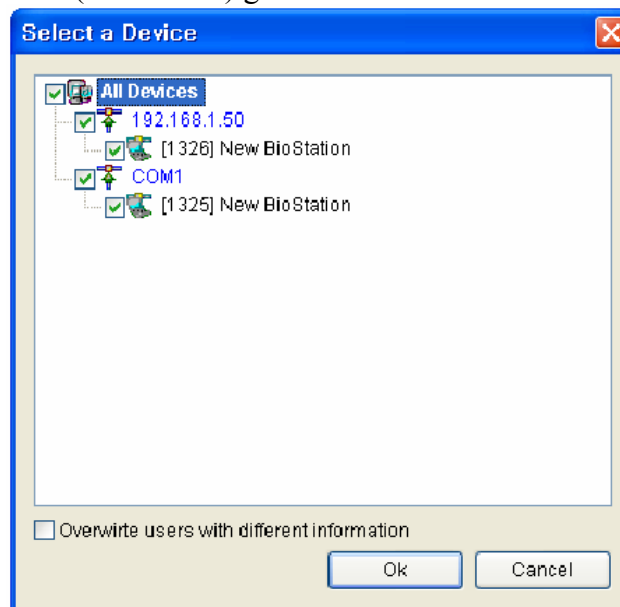 Select a Device
All Devices
192.168.1.50
[1326] New BioStation
COM1
[1325] New BioStation
Overwirte users with different information
Ok
Cancel